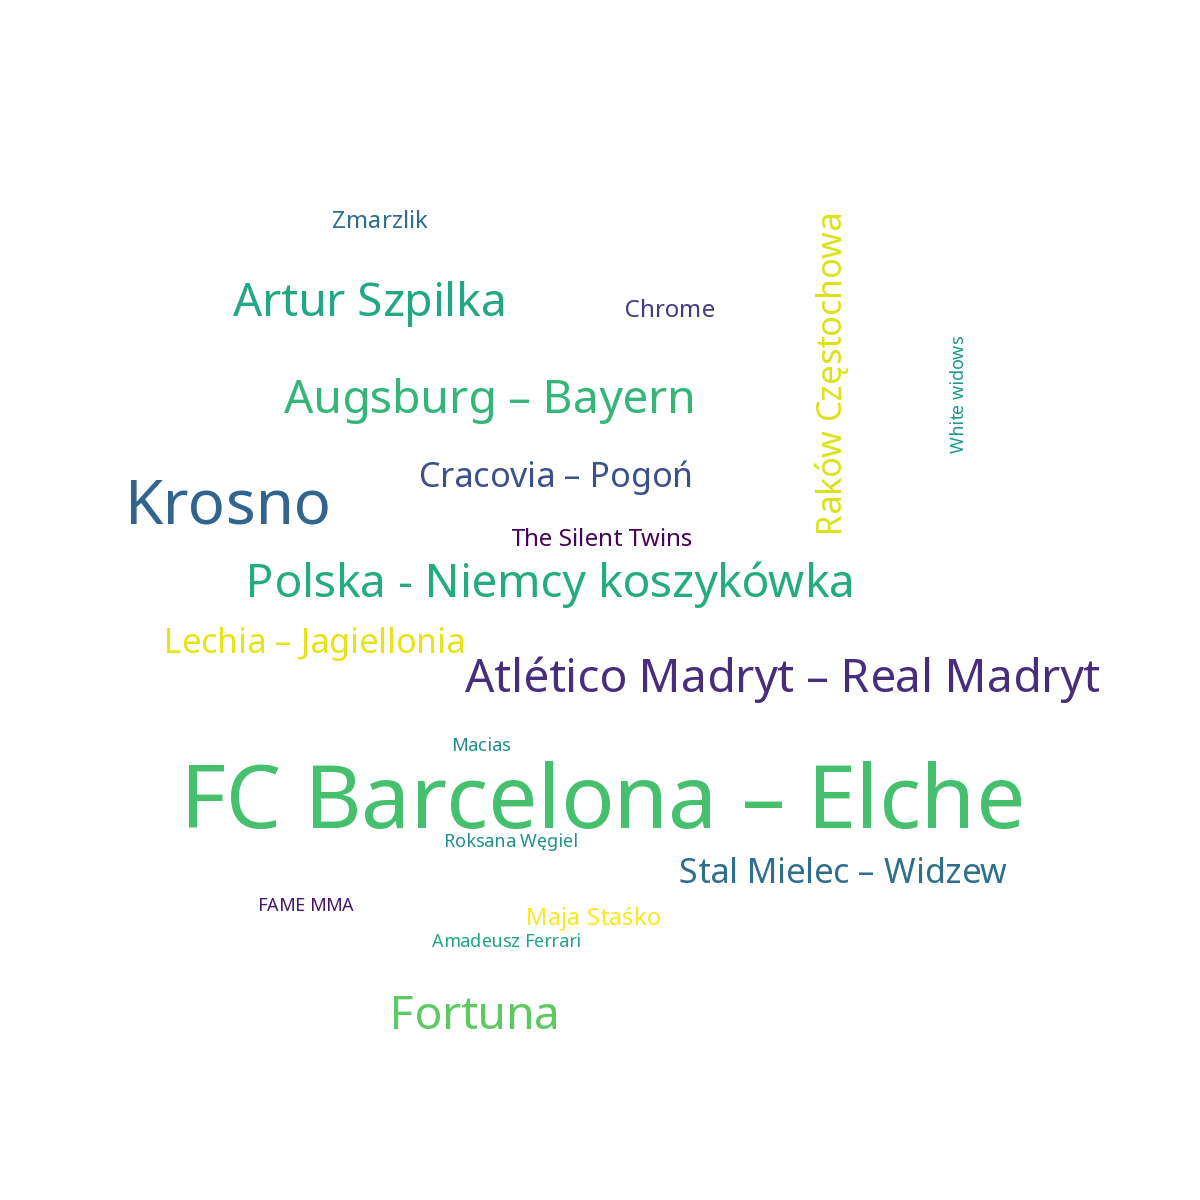 Zmarzlik
Artur Szpilka
Chrome
Raków Częstochowa
White widows
Augsburg – Bayern
Cracovia – Pogoń
Krosno
The Silent Twins
Polska - Niemcy koszykówka
Lechia – Jagiellonia
Atlético Madryt – Real Madryt
Macias
FC Barcelona – Elche
Roksana Węgiel
Stal Mielec – Widzew
FAME MMA
Maja Staśko
Amadeusz Ferrari
Fortuna